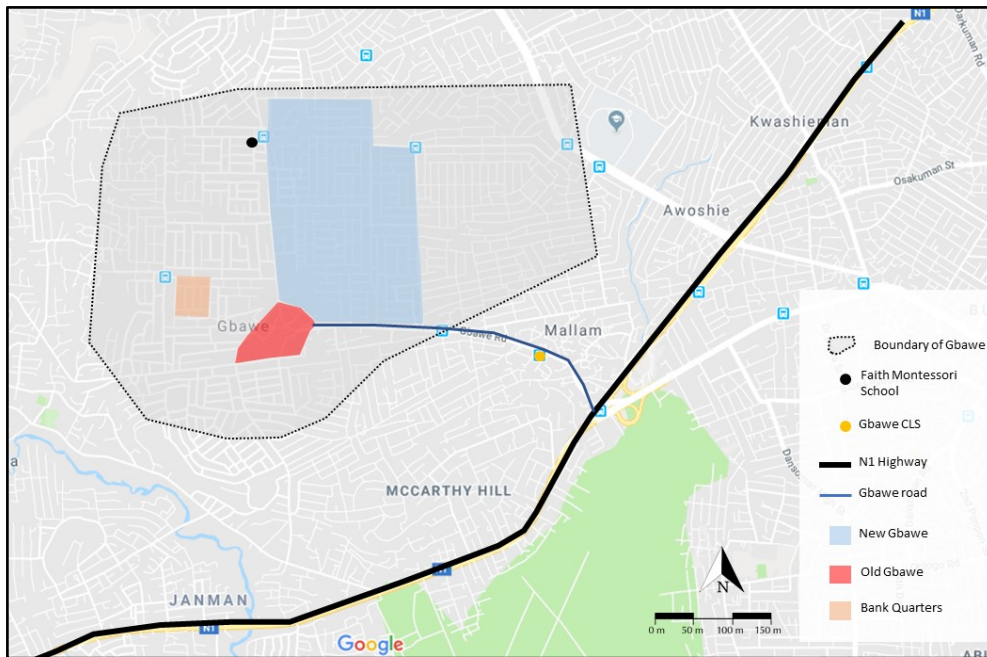 N1
Darkuman Rd
Kwashieman
Osakuman St
Awoshie
Gbawe
Gbawe Rd
Mallam
MCCARTHY HILL
JANMAN
N1
N1
a
Google
N
0 m 50 m 100 m 150 m
Boundary of Gbawe
Faith Montessori
School
Gbawe CLS
N1 Highway
Gbawe road
New Gbawe
Old Gbawe
Bank Quarters